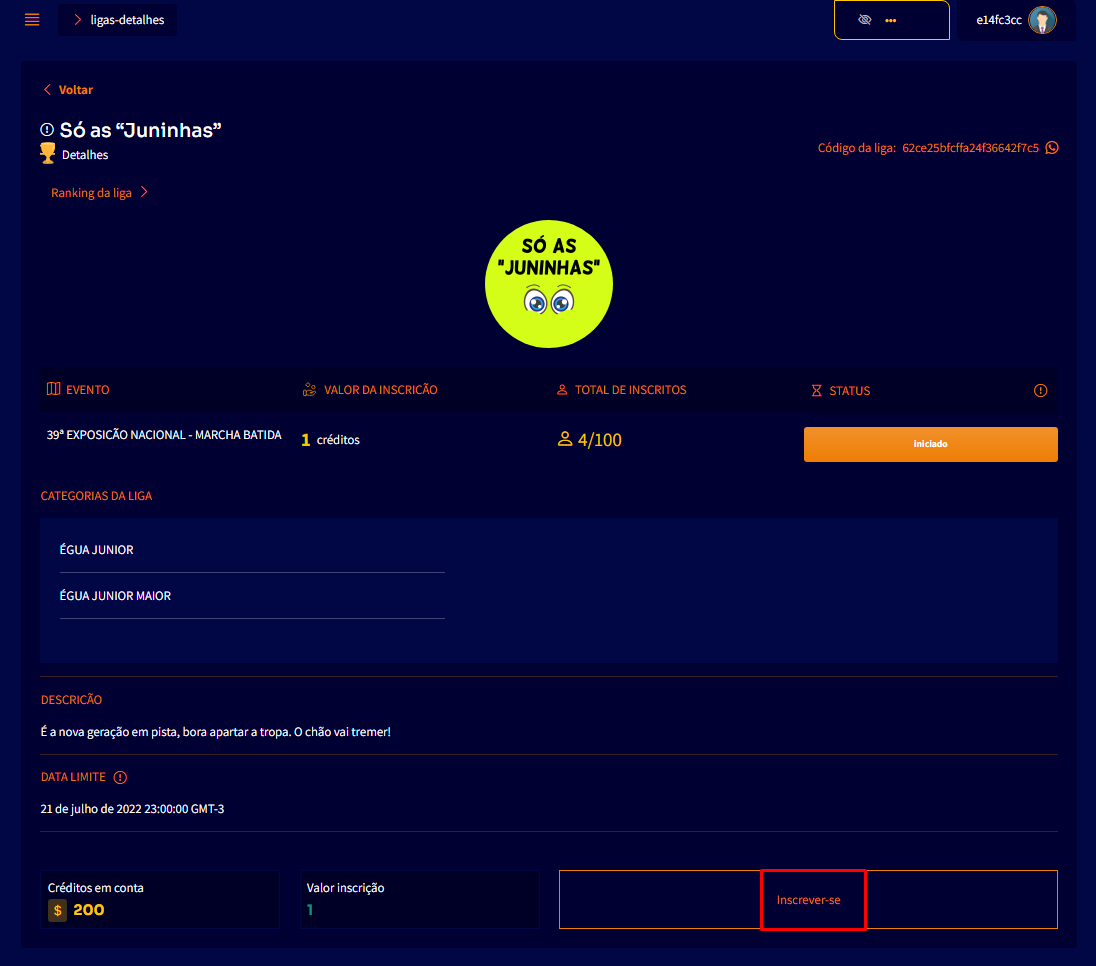 ligas-detalhes
e14fc3cc
Voltar
Só as “Juninhas”
Detalhes
Código da liga: 62ce25bfcffa24f36642f7c5
Ranking da liga
SÓ AS
"JUNINHAS"
EVENTO
VALOR DA INSCRIÇÃO
TOTAL DE INSCRITOS
STATUS
39ª EXPOSICÃO NACIONAL - MARCHA BATIDA
1 créditos
4/100
Iniciado
CATEGORIAS DA LIGA
ÉGUA JUNIOR
ÉGUA JUNIOR MAIOR
DESCRIÇÃO
É a nova geração em pista, bora apartar a tropa. O chão vai tremer!
DATA LIMITE
21 de julho de 2022 23:00:00 GMT-3
Créditos em conta
$ 200
Valor inscrição
1
Inscrever-se